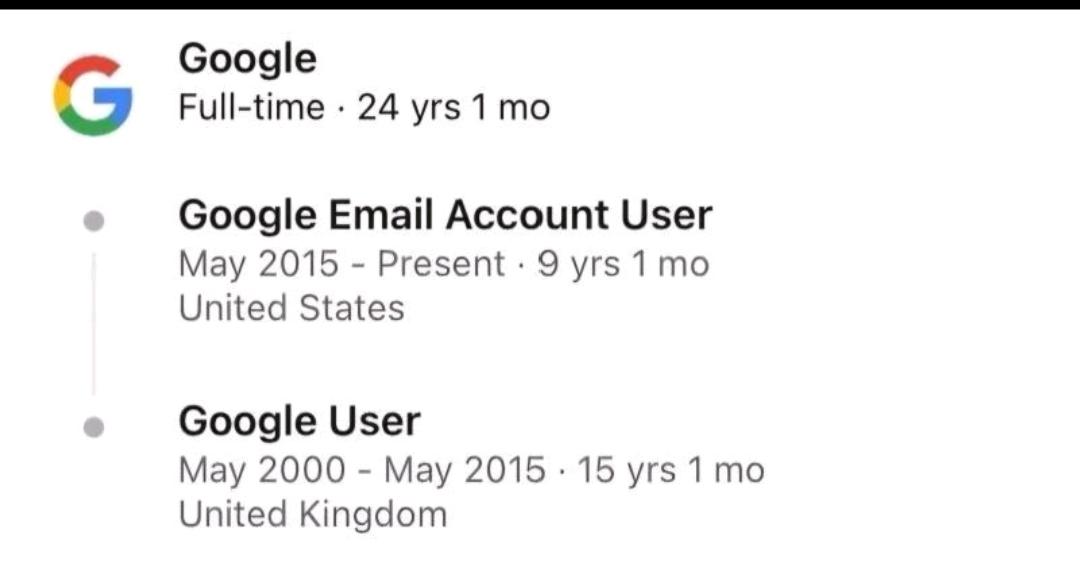 Google
Full-time · 24 yrs 1 mo
Google Email Account User
May 2015 - Present · 9 yrs 1 mo
United States
Google User
May 2000 - May 2015 · 15 yrs 1 mo
United Kingdom